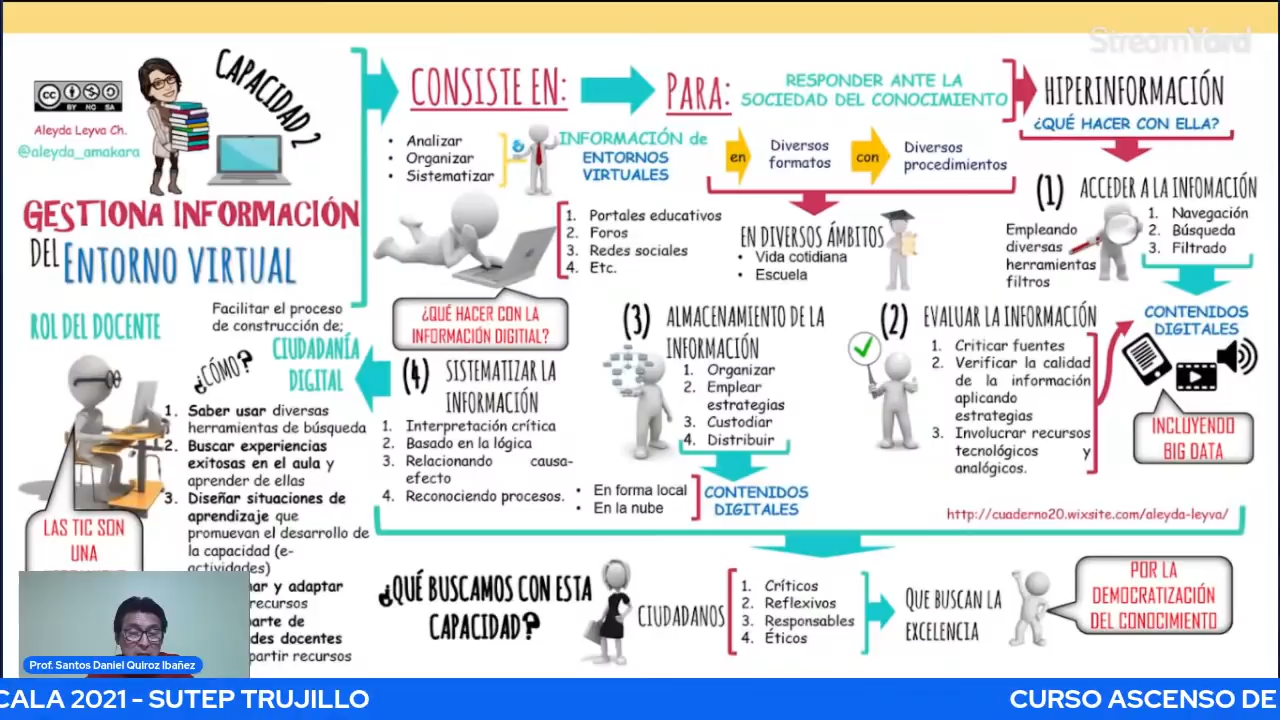 StreamYard
CAPACIDAD 2
CC BY NC SA
Aleyda Leyva Ch.
@aleyda_amakara
GESTIONA INFORMACIÓN
DEL ENTORNO VIRTUAL
CONSISTE EN:
• Analizar
• Organizar
• Sistematizar
INFORMACIÓN de
ENTORNOS
VIRTUALES
1. Portales educativos
2. Foros
3. Redes sociales
4. Etc.
PARA:
RESPONDER ANTE LA
SOCIEDAD DEL CONOCIMIENTO
en
Diversos
formatos
con
Diversos
procedimientos
EN DIVERSOS ÁMBITOS
• Vida cotidiana
• Escuela
HIPERINFORMACIÓN
¿QUÉ HACER CON ELLA?
(1) ACCEDER A LA INFOMACIÓN
Empleando
diversas
herramientas
filtros
1. Navegación
2. Búsqueda
3. Filtrado
CONTENIDOS
DIGITALES
INCLUYENDO
BIG DATA
(2) EVALUAR LA INFORMACIÓN
1. Criticar fuentes
2. Verificar la calidad
de la información
aplicando
estrategias
3. Involucrar recursos
tecnológicos y
analógicos.
(3) ALMACENAMIENTO DE LA
INFORMACIÓN
1. Organizar
2. Emplear
estrategias
3. Custodiar
4. Distribuir
CONTENIDOS
DIGITALES
• En forma local
• En la nube
¿QUÉ HACER CON LA
INFORMACIÓN DIGITAL?
(4) SISTEMATIZAR LA
INFORMACIÓN
1. Interpretación crítica
2. Basado en la lógica
3. Relacionando causa-
efecto
4. Reconociendo procesos.
ROL DEL DOCENTE
Facilitar el proceso
de construcción de;
CIUDADANÍA
DIGITAL
¿CÓMO?
1. Saber usar diversas
herramientas de búsqueda
2. Buscar experiencias
exitosas en el aula y
aprender de ellas
3. Diseñar situaciones de
aprendizaje que
promuevan el desarrollo de
la capacidad (e-
actividades)
ar y adaptar
recursos
arte de
des docentes
partir recursos
LAS TIC SON
UNA
http://cuaderno20.wixsite.com/aleyda-leyva/
¿QUÉ BUSCAMOS CON ESTA
CAPACIDAD?
CIUDADANOS
1. Críticos
2. Reflexivos
3. Responsables
4. Éticos
QUE BUSCAN LA
EXCELENCIA
POR LA
DEMOCRATIZACIÓN
DEL CONOCIMIENTO
Prof. Santos Daniel Quiroz Ibañez
CALA 2021 - SUTEP TRUJILLO
CURSO ASCENSO DE